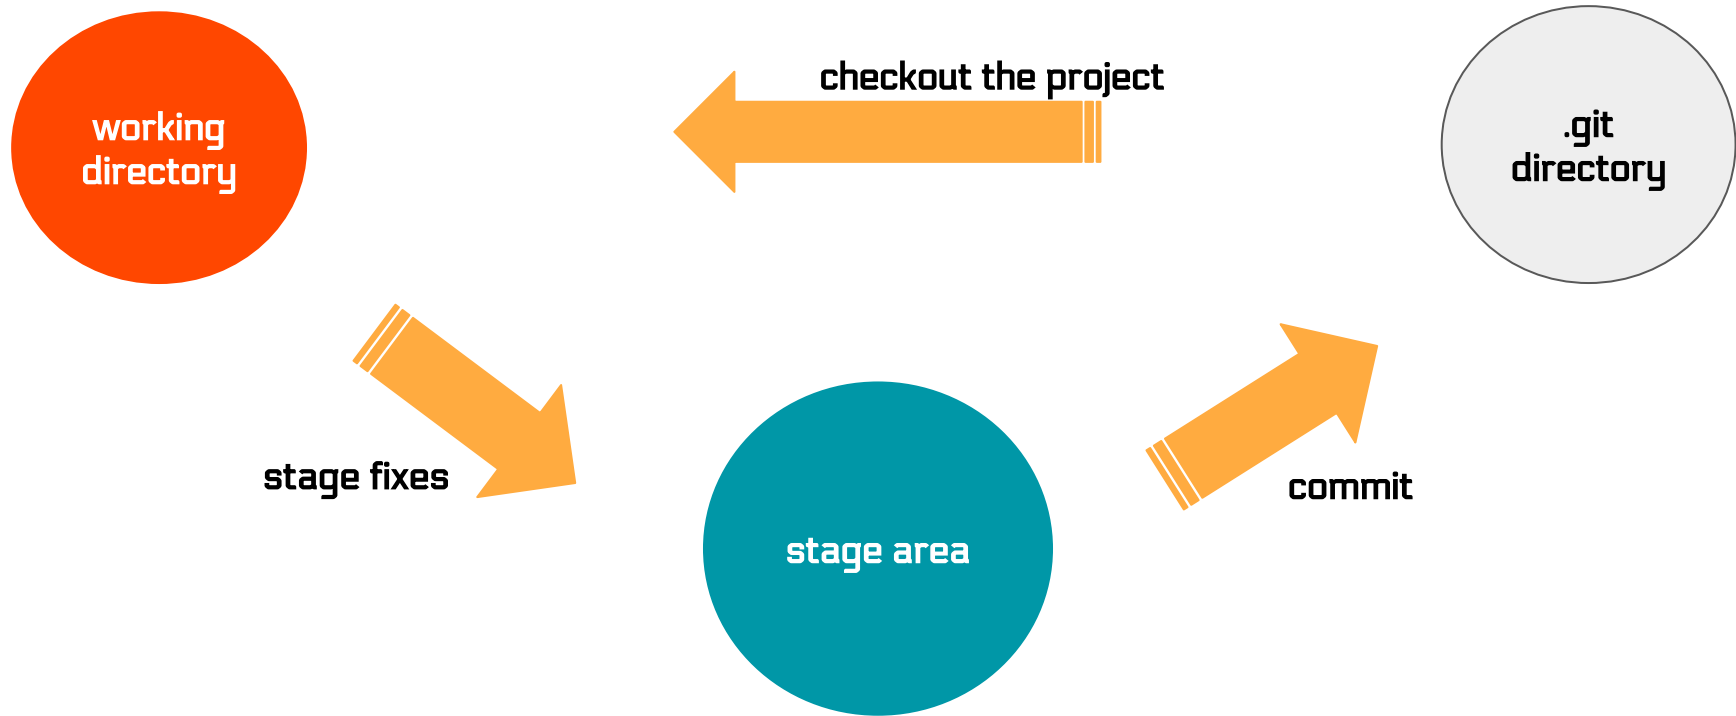 checkout the project
working
directory
.git
directory
stage fixes
commit
stage area